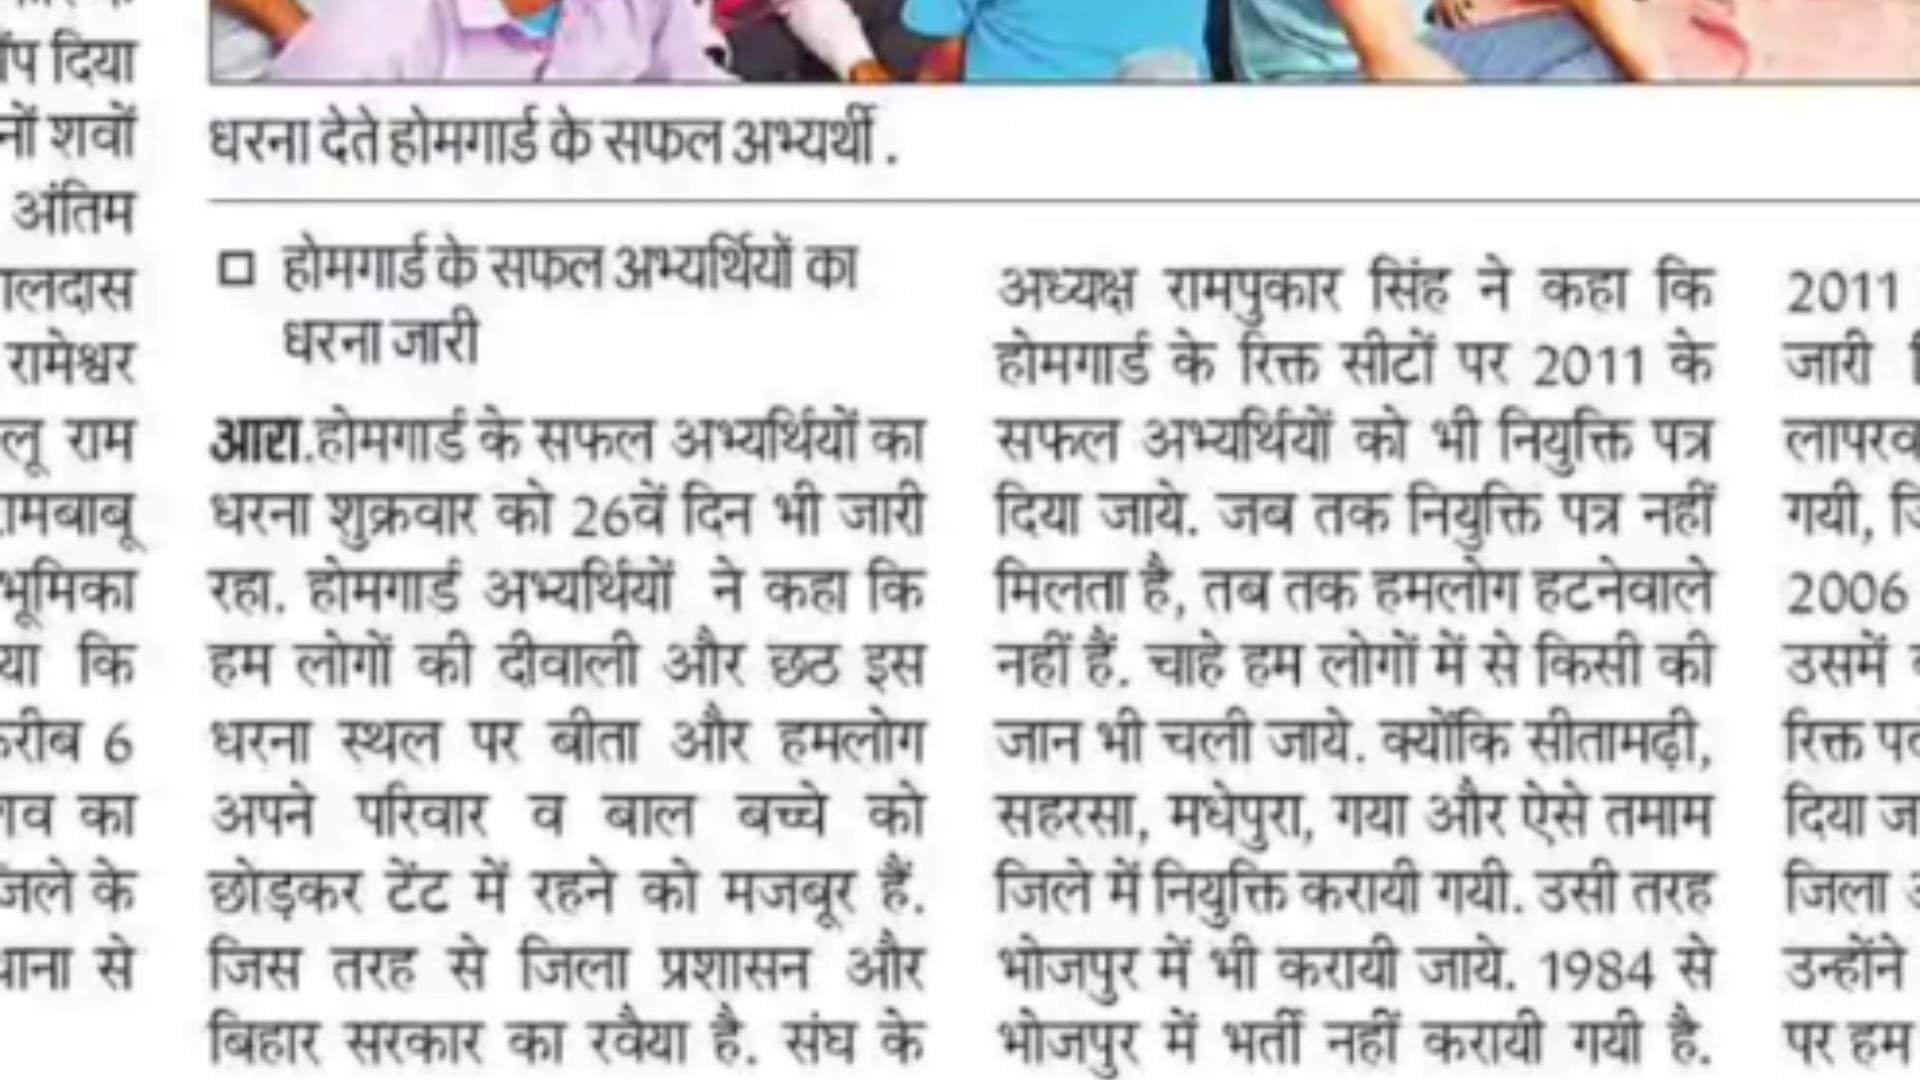 ंप दिया
नों शवों
अंतिम
ालदास
रामेश्वर
लू राम
रामबाबू
भूमिका
या कि
करीब 6
शव का
जिले के
थाना से
धरना देते होमगार्ड के सफल अभ्यर्थी .
□ होमगार्ड के सफल अभ्यर्थियों का
धरना जारी
आरा.होमगार्ड के सफल अभ्यर्थियों का
धरना शुक्रवार को 26वें दिन भी जारी
रहा. होमगार्ड अभ्यर्थियों ने कहा कि
हम लोगों की दीवाली और छठ इस
धरना स्थल पर बीता और हमलोग
अपने परिवार व बाल बच्चे को
छोड़कर टेंट में रहने को मजबूर हैं.
जिस तरह से जिला प्रशासन और
बिहार सरकार का रवैया है. संघ के
अध्यक्ष रामपुकार सिंह ने कहा कि
होमगार्ड के रिक्त सीटों पर 2011 के
सफल अभ्यर्थियों को भी नियुक्ति पत्र
दिया जाये. जब तक नियुक्ति पत्र नहीं
मिलता है, तब तक हमलोग हटनेवाले
नहीं हैं. चाहे हम लोगों में से किसी की
जान भी चली जाये. क्योंकि सीतामढ़ी,
सहरसा, मधेपुरा, गया और ऐसे तमाम
जिले में नियुक्ति करायी गयी. उसी तरह
भोजपुर में भी करायी जाये. 1984 से
भोजपुर में भर्ती नहीं करायी गयी है.
2011
जारी
लापरव
गयी,
2006
उसमें
रिक्त
दिया
जिला
उन्होंने
पर हम